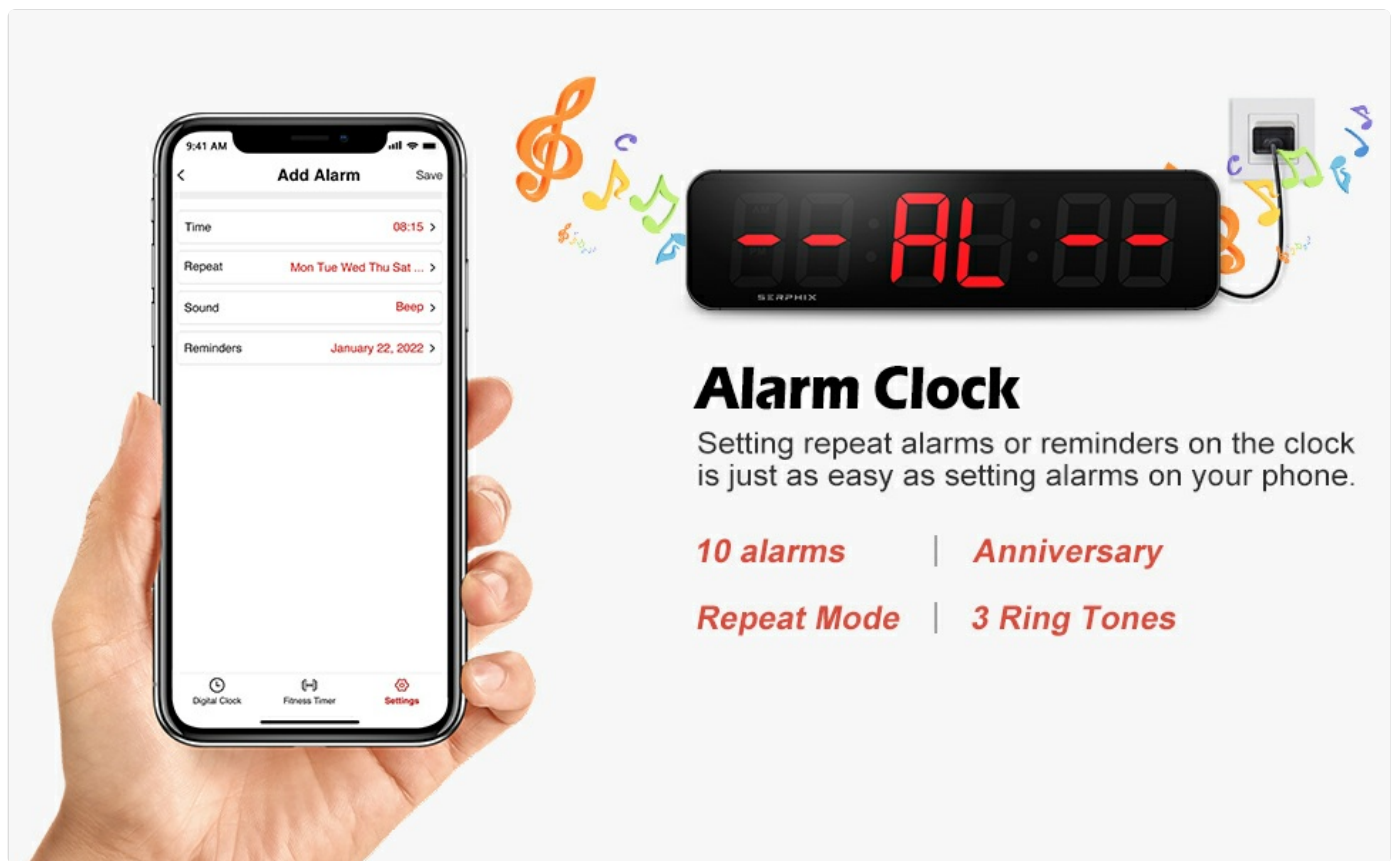 9:41 AM
Add Alarm
Save
Time
08:15
Repeat
Mon Tue Wed Thu Sat ...
Sound
Beep
Reminders
January 22, 2022
Digital Clock
Fitness Timer
Settings
AM
PM
-- AL --
SERPHIX
Alarm Clock
Setting repeat alarms or reminders on the clock
is just as easy as setting alarms on your phone.
10 alarms | Anniversary
Repeat Mode | 3 Ring Tones